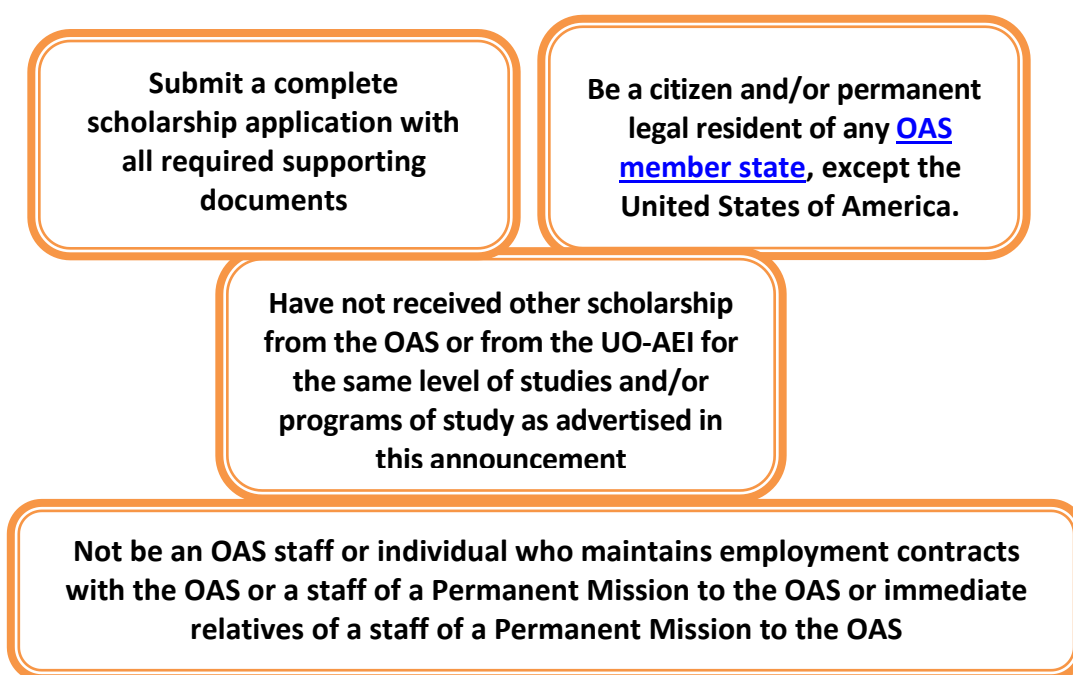 Submit a complete
scholarship application with
all required supporting
documents
Be a citizen and/or permanent
legal resident of any OAS
member state, except the
United States of America.
Have not received other scholarship
from the OAS or from the UO-AEI for
the same level of studies and/or
programs of study as advertised in
this announcement
Not be an OAS staff or individual who maintains employment contracts
with the OAS or a staff of a Permanent Mission to the OAS or immediate
relatives of a staff of a Permanent Mission to the OAS